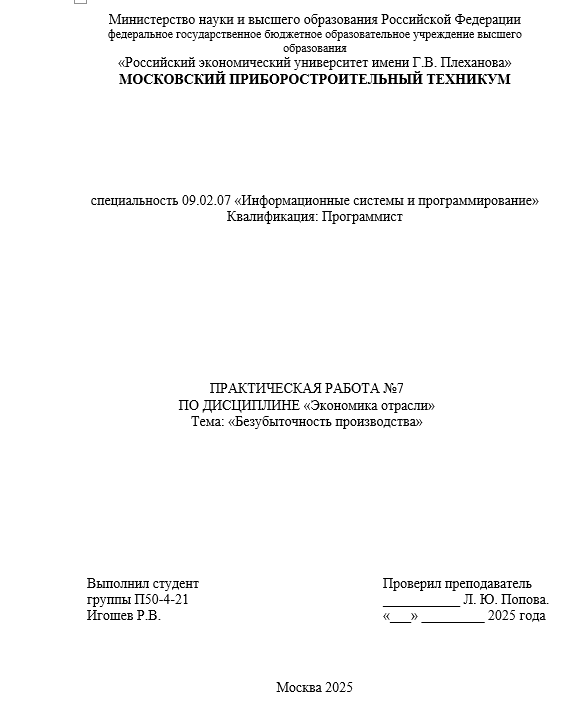 Министерство науки и высшего образования Российской Федерации
федеральное государственное бюджетное образовательное учреждение высшего
образования
«Российский экономический университет имени Г.В. Плеханова»
МОСКОВСКИЙ ПРИБОРОСТРОИТЕЛЬНЫЙ ТЕХНИКУМ
специальность 09.02.07 «Информационные системы и программирование»
Квалификация: Программист
ПРАКТИЧЕСКАЯ РАБОТА №7
ПО ДИСЦИПЛИНЕ «Экономика отрасли»
Тема: «Безубыточность производства»
Выполнил студент
группы П50-4-21
Игошев Р.В.
Проверил преподаватель
___________ Л. Ю. Попова.
«___» _________ 2025 года
Москва 2025